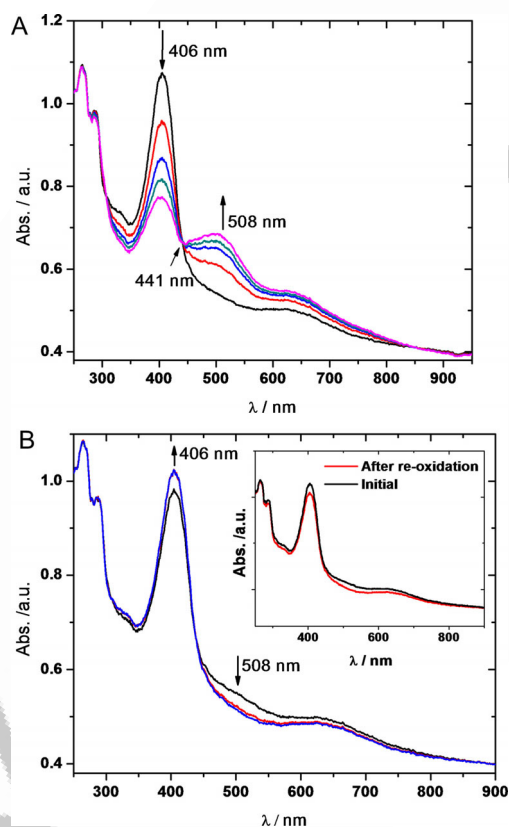 A
1.2
1.0
0.8
0.6
0.4
Abs. / a.u.
406 nm
508 nm
441 nm
300 400 500 600 700 800 900
λ / nm
B
1.0
0.8
0.6
0.4
Abs. /a.u.
406 nm
508 nm
After re-oxidation
Initial
Abs. /a.u.
400 600 800
λ / nm
300 400 500 600 700 800 900
λ / nm